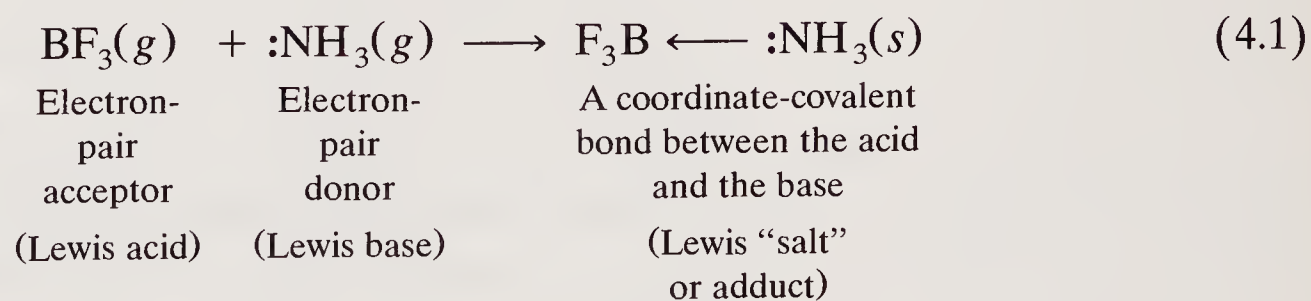 BF₃(g) + :NH₃(g) ⟶ F₃B ⟵ :NH₃(s) (4.1)
Electron- Electron- A coordinate-covalent
pair pair bond between the acid
acceptor donor and the base
(Lewis acid) (Lewis base) (Lewis “salt”
or adduct)